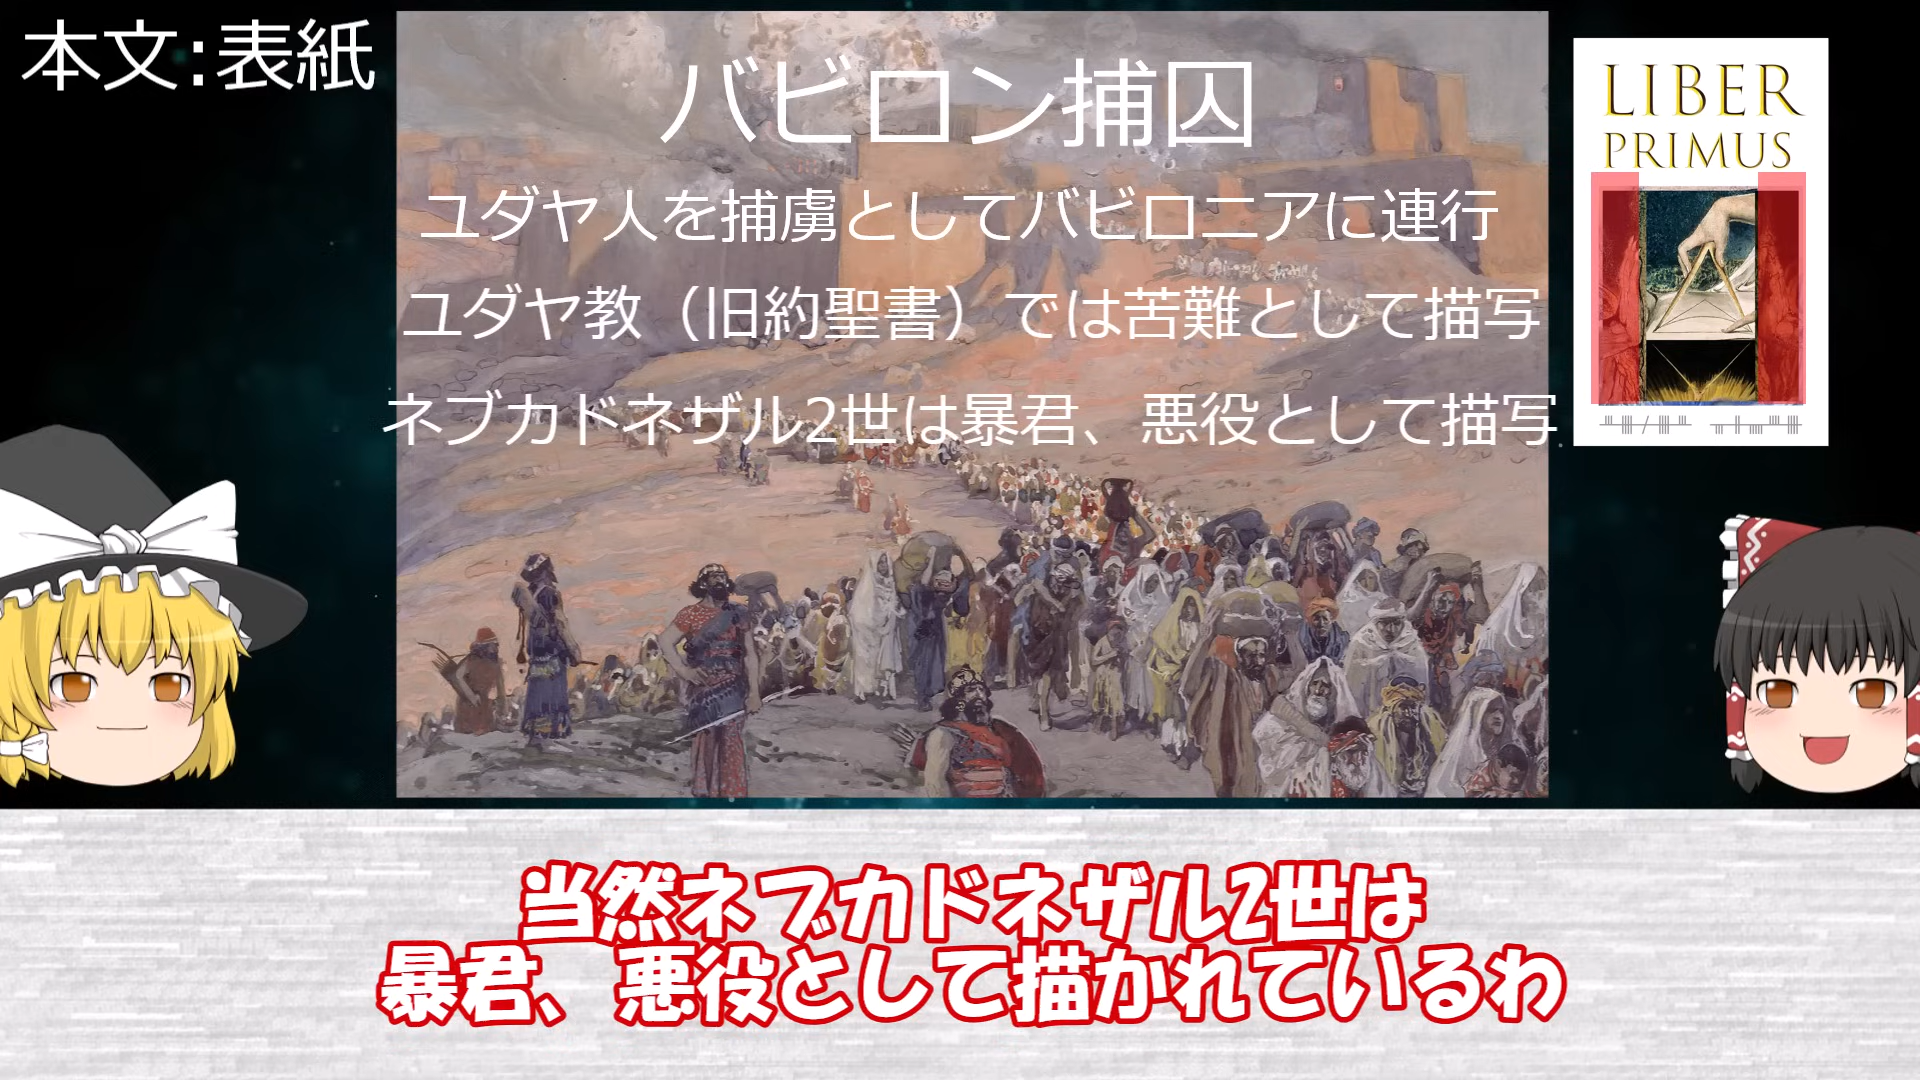 本文:表紙
バビロン捕囚
ユダヤ人を捕虜としてバビロニアに連行
ユダヤ教（旧約聖書）では苦難として描写
ネブカドネザル2世は暴君、悪役として描写
LIBER
PRIMUS
当然ネブカドネザル2世は
暴君、悪役として描かれているわ